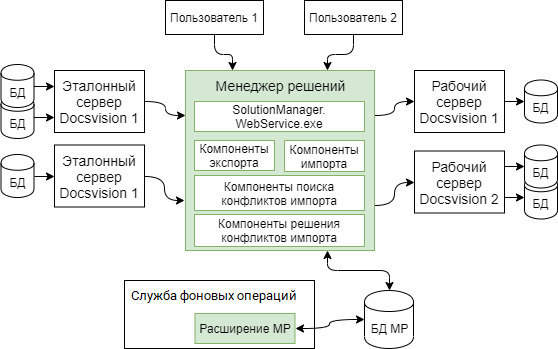 Пользователь 1
Пользователь 2
БД
БД
Эталонный
сервер
Docsvision 1
Менеджер решений
SolutionManager.
WebService.exe
Рабочий
сервер
Docsvision 1
БД
Компоненты
экспорта
Компоненты
импорта
БД
Эталонный
сервер
Docsvision 1
Компоненты поиска
конфликтов импорта
Компоненты решения
конфликтов импорта
Рабочий
сервер
Docsvision 2
БД
БД
Служба фоновых операций
Расширение МР
БД МР